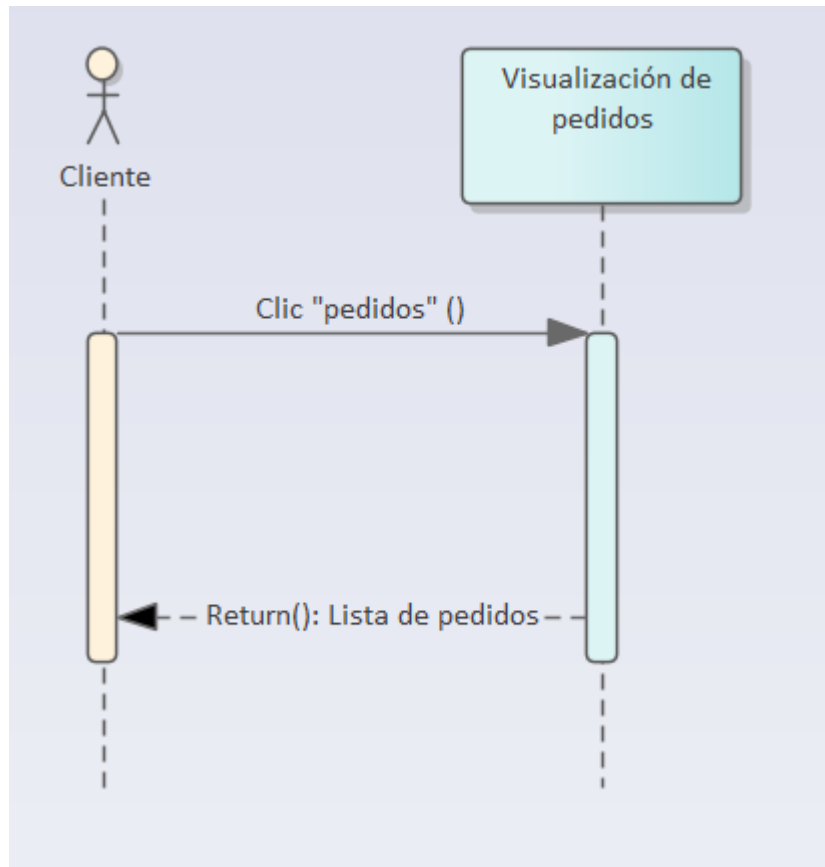 Cliente
Visualización de
pedidos
Clic "pedidos" ()
Return(): Lista de pedidos